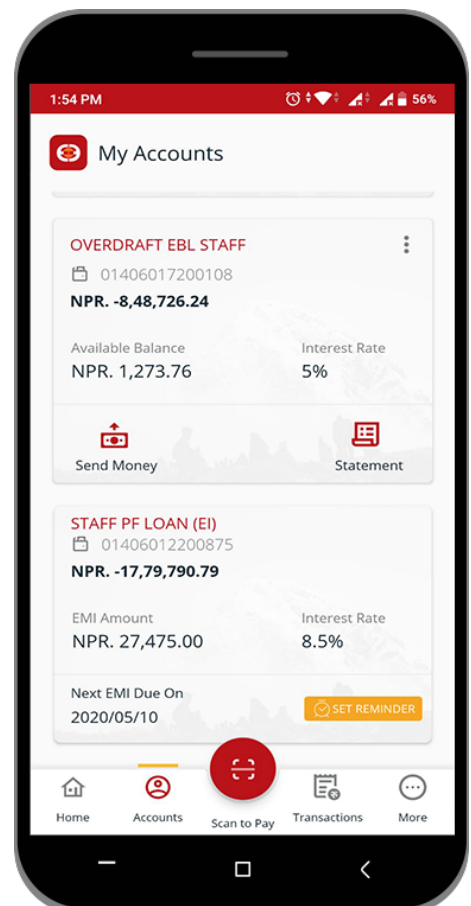 1:54 PM
56%
My Accounts
OVERDRAFT EBL STAFF
01406017200108
NPR. -8,48,726.24
Available Balance
Interest Rate
NPR. 1,273.76
5%
Send Money
Statement
STAFF PF LOAN (EI)
01406012200875
NPR. -17,79,790.79
EMI Amount
Interest Rate
NPR. 27,475.00
8.5%
Next EMI Due On
2020/05/10
SET REMINDER
Home
Accounts
Scan to Pay
Transactions
More